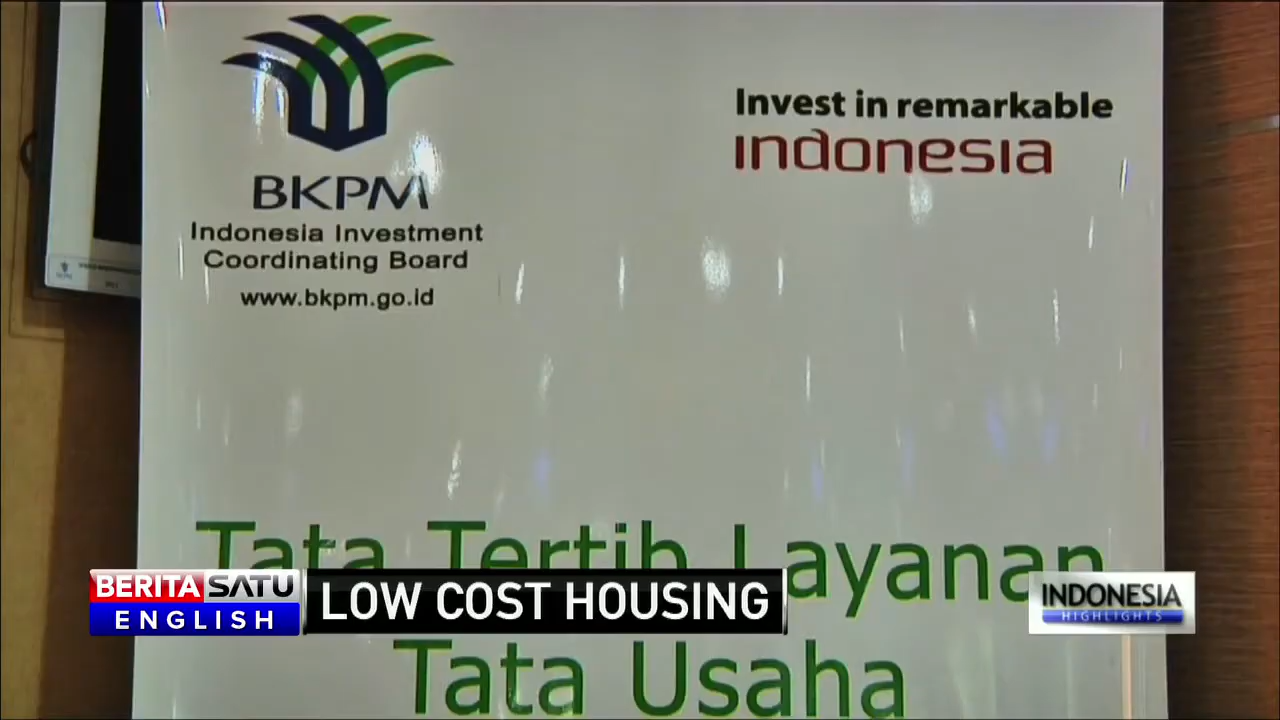 BKPM
Indonesia Investment
Coordinating Board
www.bkpm.go.id
Invest in remarkable
indonesia
Tata Tertib Layanan
Tata Usaha
BERITA SATU
ENGLISH
LOW COST HOUSING
INDONESIA
HIGHLIGHTS